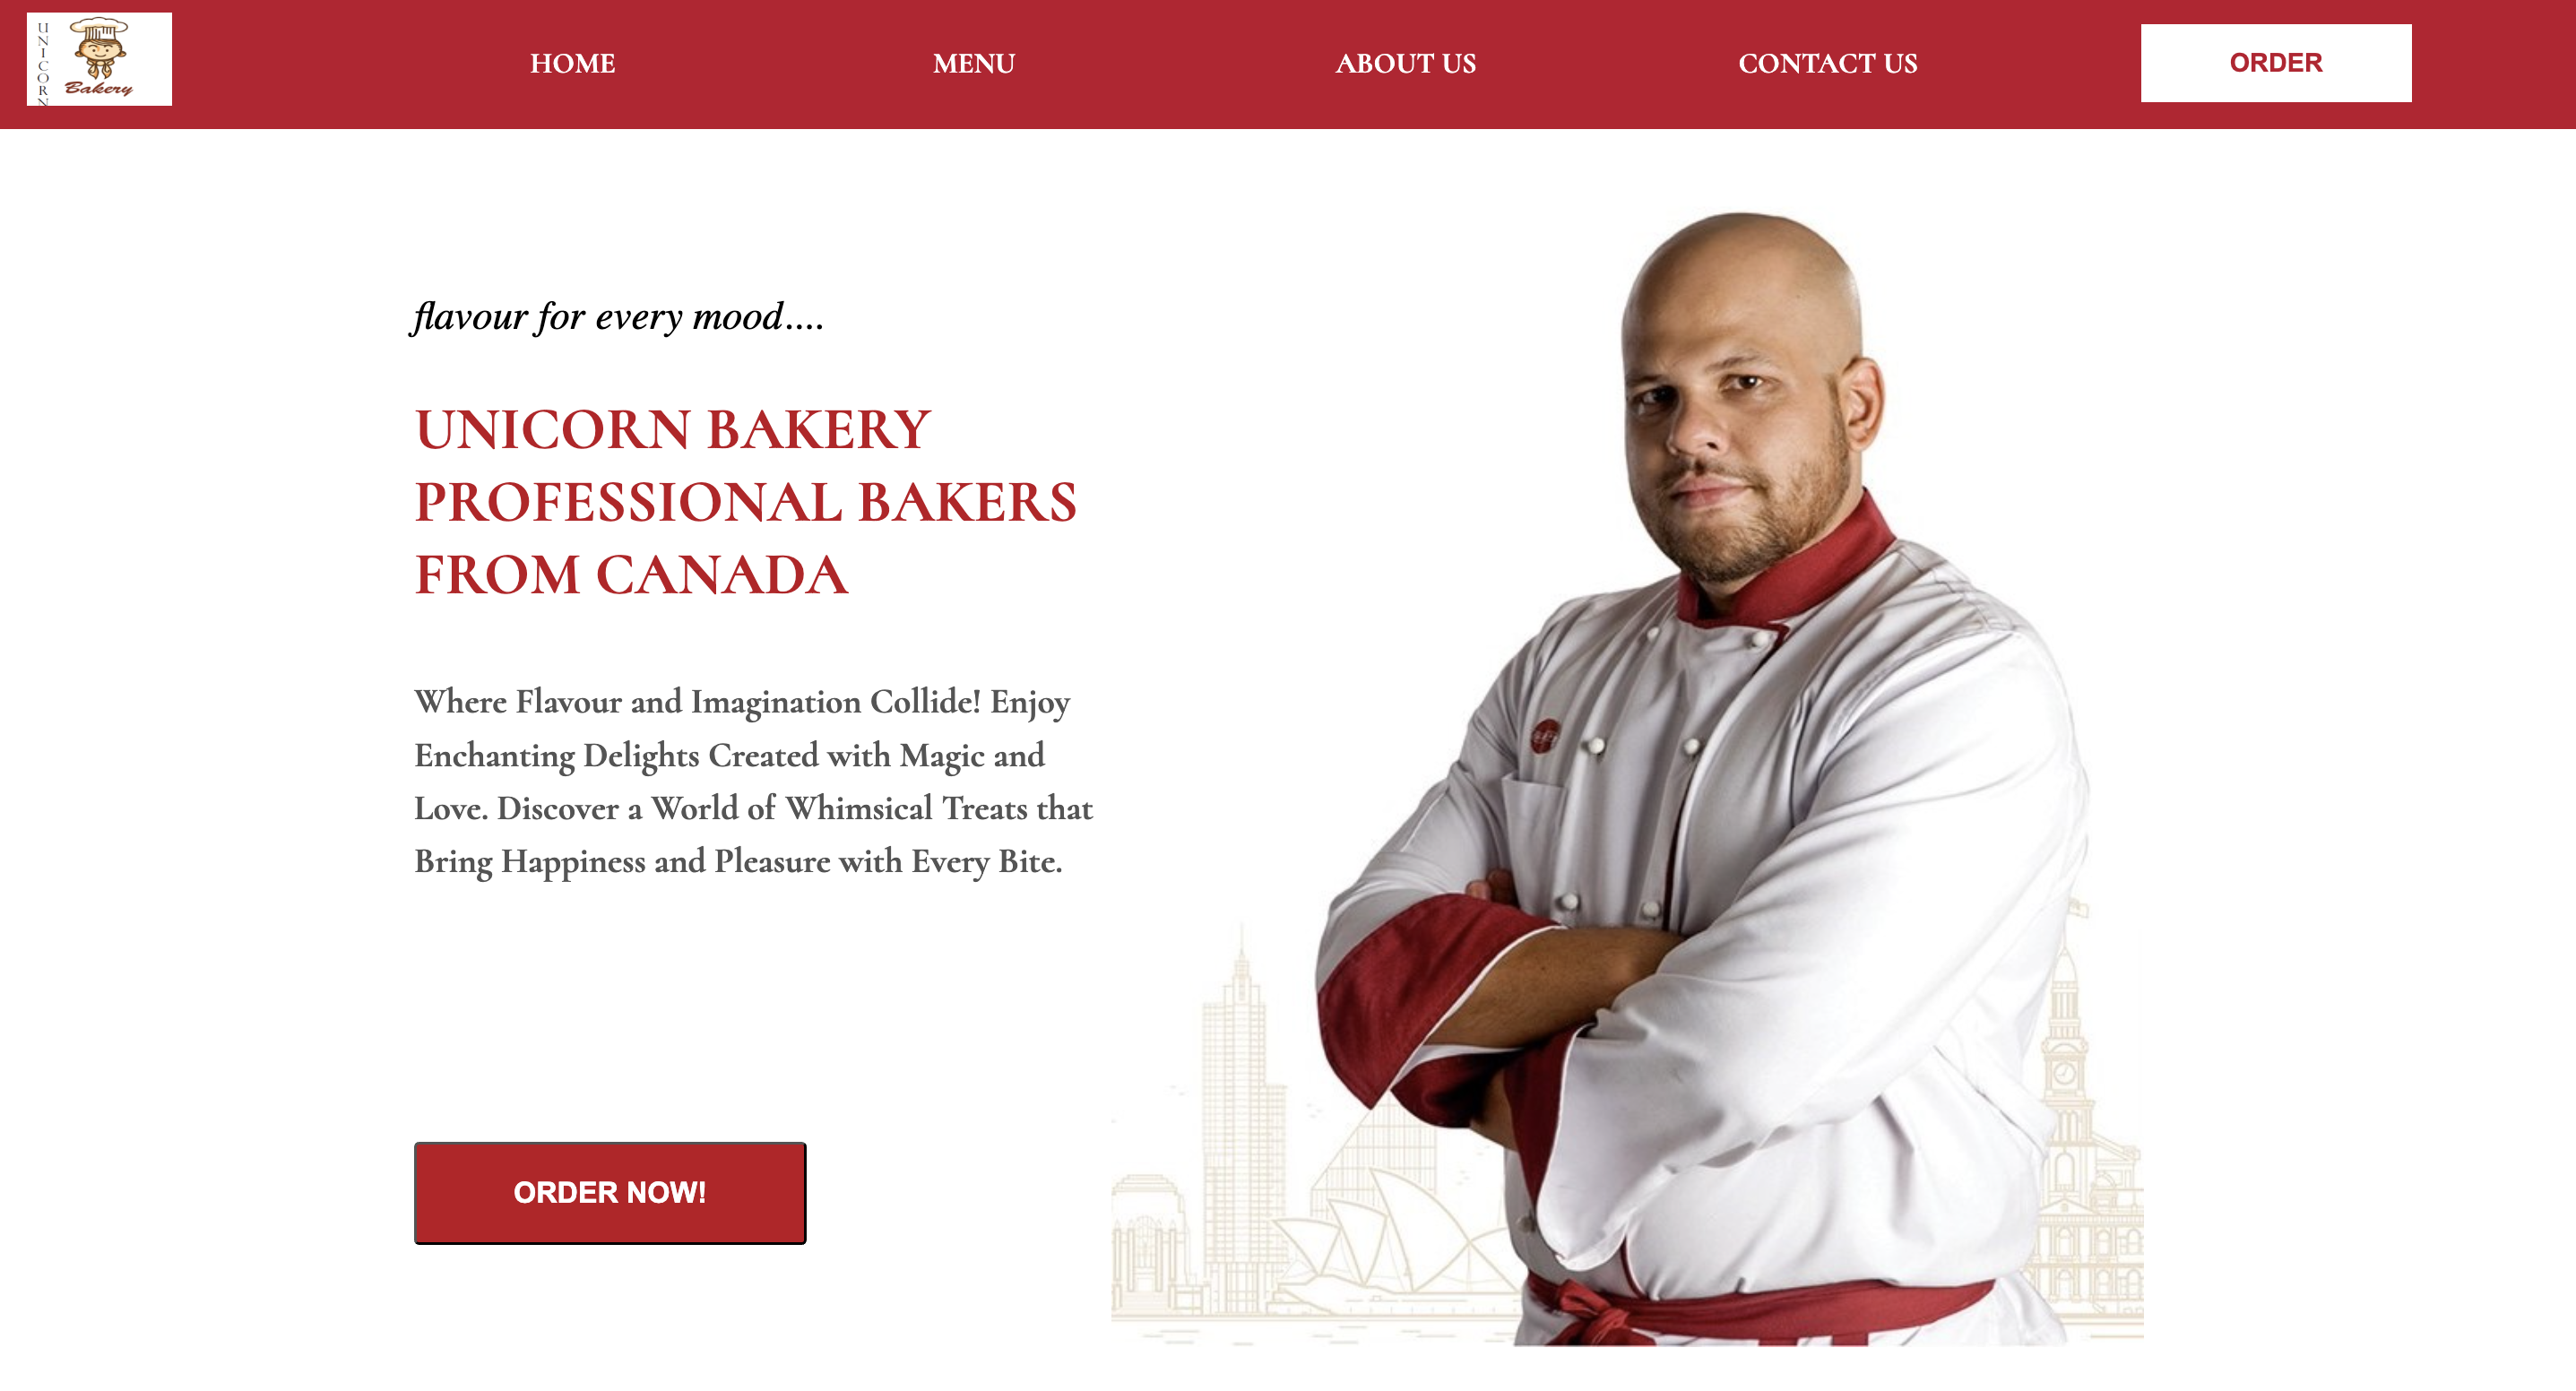 UNICORN
Bakery
HOME
MENU
ABOUT US
CONTACT US
ORDER
flavour for every mood....
UNICORN BAKERY
PROFESSIONAL BAKERS
FROM CANADA
Where Flavour and Imagination Collide! Enjoy
Enchanting Delights Created with Magic and
Love. Discover a World of Whimsical Treats that
Bring Happiness and Pleasure with Every Bite.
ORDER NOW!